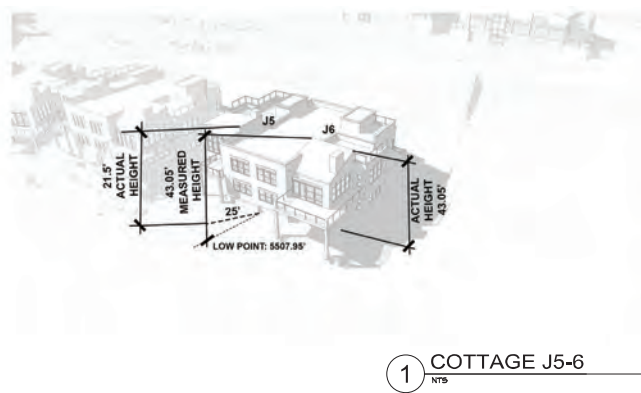 J5
J6
21.5'
ACTUAL
HEIGHT
43.05'
MEASURED
HEIGHT
25'
LOW POINT: 5507.95'
ACTUAL
HEIGHT
43.05'
1
COTTAGE J5-6
NTS